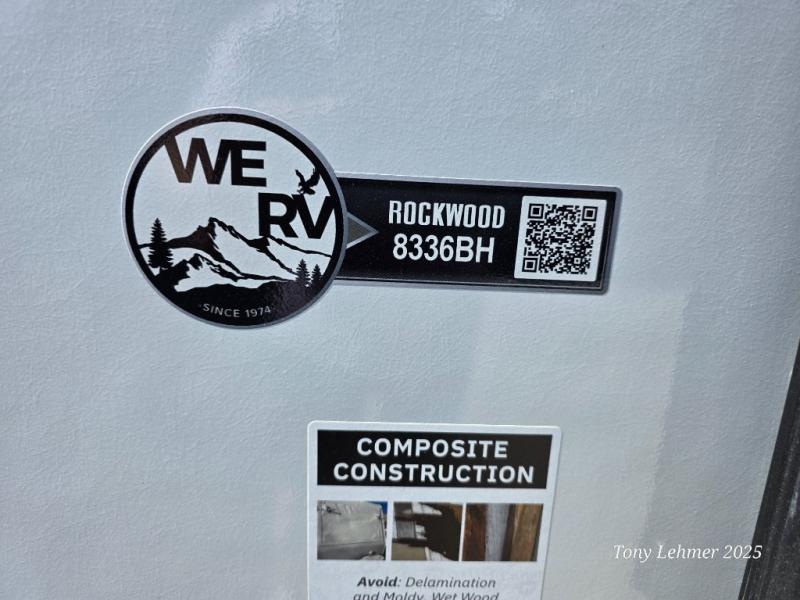 WE
RV
·SINCE 1974·
ROCKWOOD
8336BH
COMPOSITE
CONSTRUCTION
Avoid: Delamination
and Moldy, Wet Wood
Tony Lehmer 2025